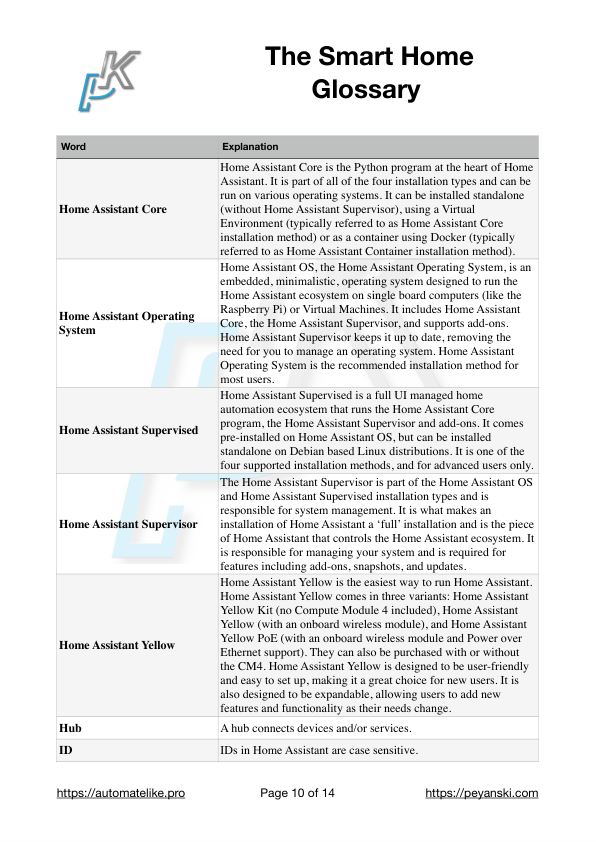 The Smart Home
Glossary
Word
Explanation
Home Assistant Core
Home Assistant Core is the Python program at the heart of Home
Assistant. It is part of all of the four installation types and can be
run on various operating systems. It can be installed standalone
(without Home Assistant Supervisor), using a Virtual
Environment (typically referred to as Home Assistant Core
installation method) or as a container using Docker (typically
referred to as Home Assistant Container installation method).
Home Assistant Operating
System
Home Assistant OS, the Home Assistant Operating System, is an
embedded, minimalistic, operating system designed to run the
Home Assistant ecosystem on single board computers (like the
Raspberry Pi) or Virtual Machines. It includes Home Assistant
Core, the Home Assistant Supervisor, and supports add-ons.
Home Assistant Supervisor keeps it up to date, removing the
need for you to manage an operating system. Home Assistant
Operating System is the recommended installation method for
most users.
Home Assistant Supervised
Home Assistant Supervised is a full UI managed home
automation ecosystem that runs the Home Assistant Core
program, the Home Assistant Supervisor and add-ons. It comes
pre-installed on Home Assistant OS, but can be installed
standalone on Debian based Linux distributions. It is one of the
four supported installation methods, and for advanced users only.
Home Assistant Supervisor
The Home Assistant Supervisor is part of the Home Assistant OS
and Home Assistant Supervised installation types and is
responsible for system management. It is what makes an
installation of Home Assistant a ‘full’ installation and is the piece
of Home Assistant that controls the Home Assistant ecosystem. It
is responsible for managing your system and is required for
features including add-ons, snapshots, and updates.
Home Assistant Yellow
Home Assistant Yellow is the easiest way to run Home Assistant.
Home Assistant Yellow comes in three variants: Home Assistant
Yellow Kit (no Compute Module 4 included), Home Assistant
Yellow (with an onboard wireless module), and Home Assistant
Yellow PoE (with an onboard wireless module and Power over
Ethernet support). They can also be purchased with or without
the CM4. Home Assistant Yellow is designed to be user-friendly
and easy to set up, making it a great choice for new users. It is
also designed to be expandable, allowing users to add new
features and functionality as their needs change.
Hub
A hub connects devices and/or services.
ID
IDs in Home Assistant are case sensitive.
https://automatelike.pro
Page 10 of 14
https://peyanski.com